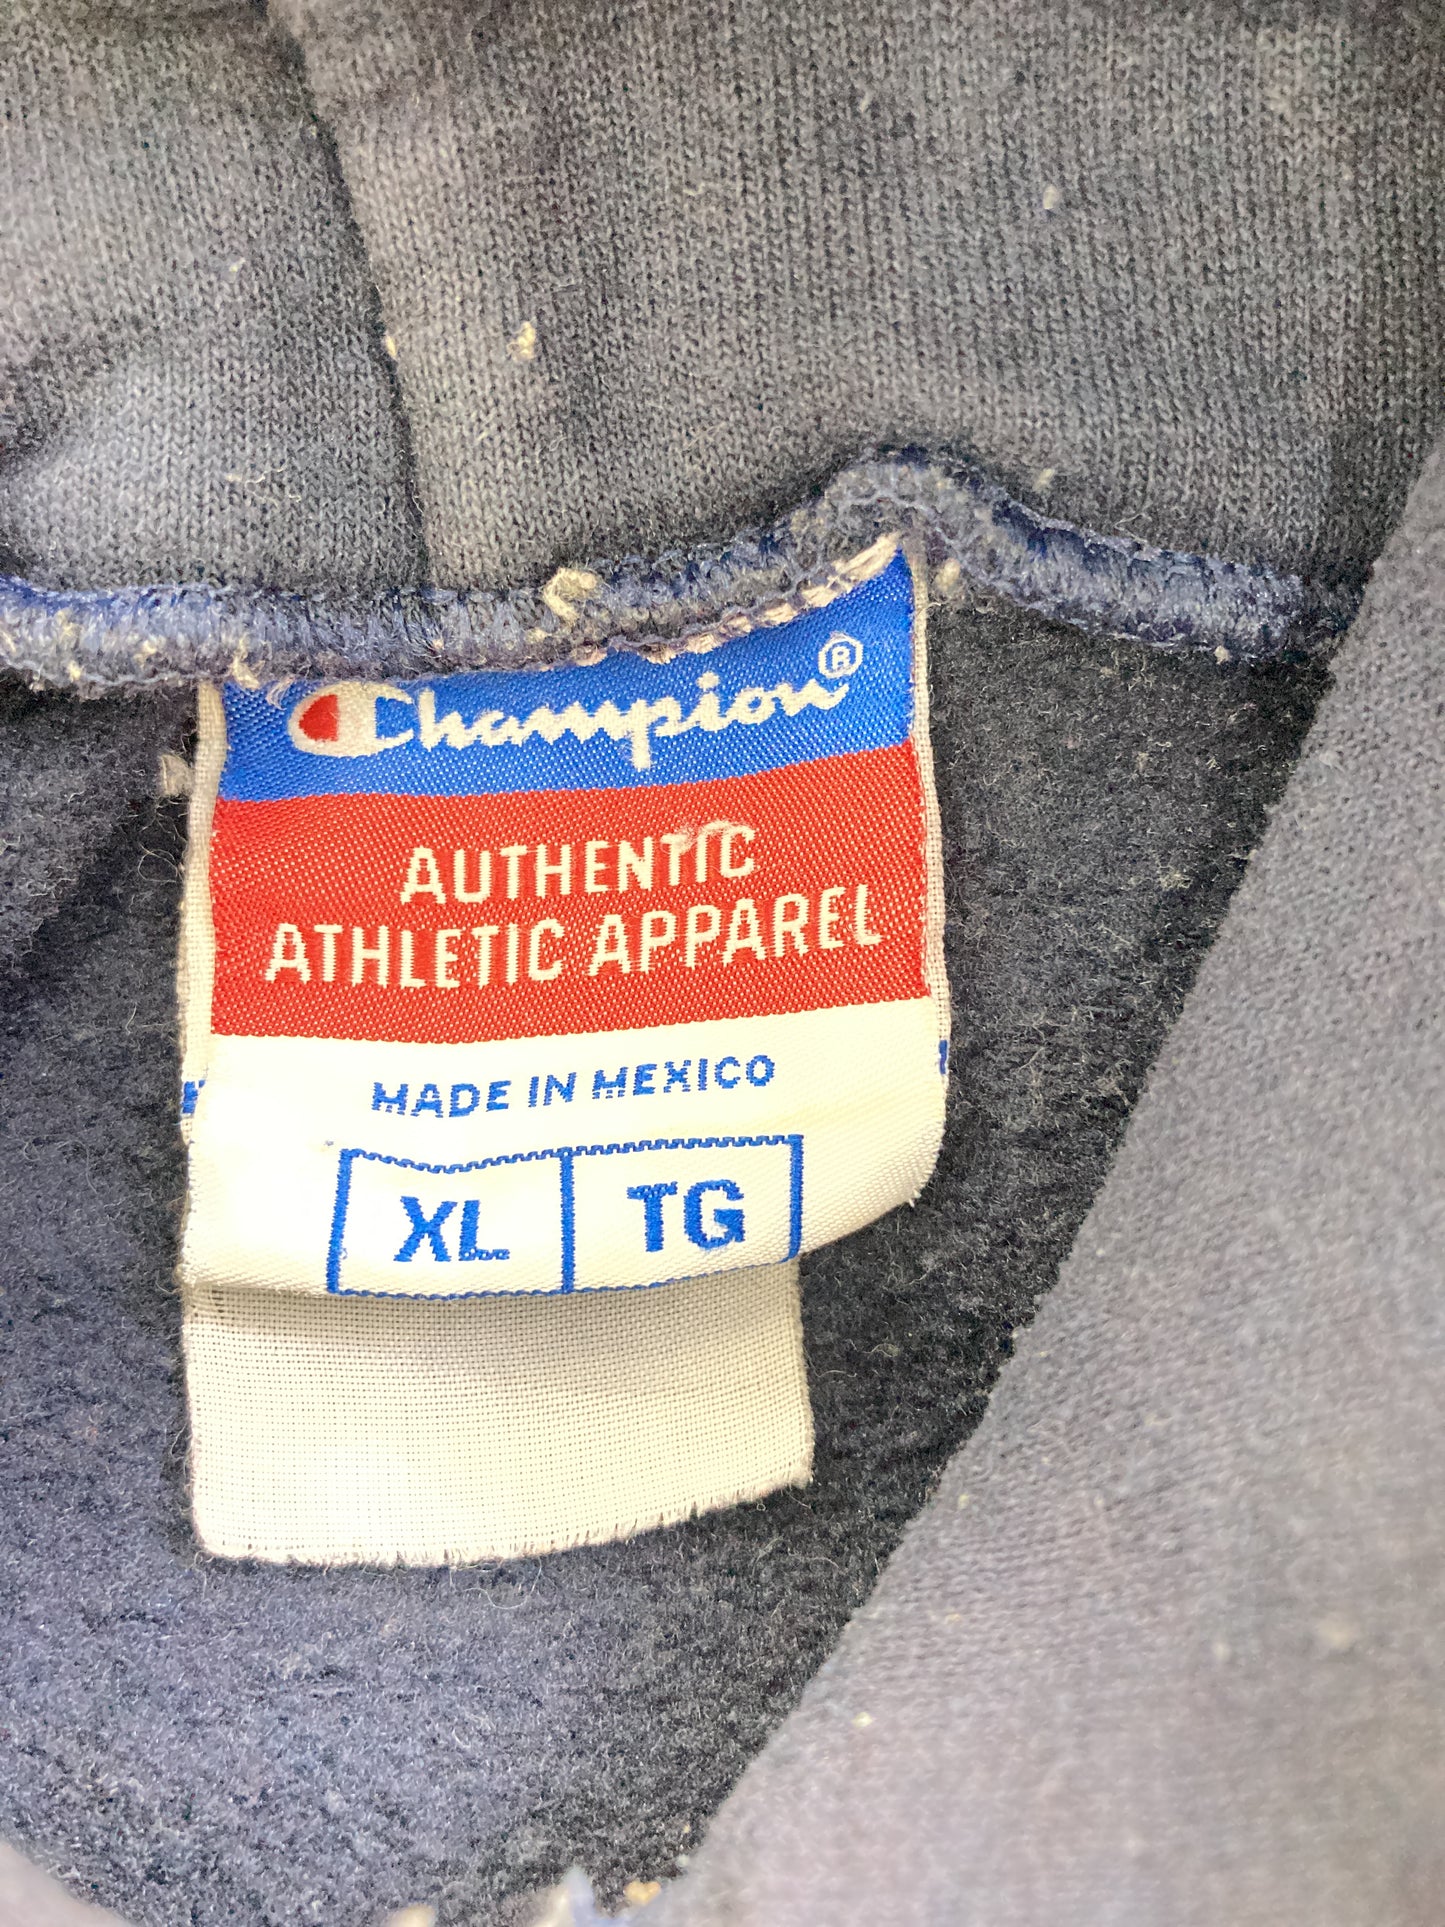 Champion®
AUTHENTIC
ATHLETIC APPAREL
MADE IN MEXICO
XL TG